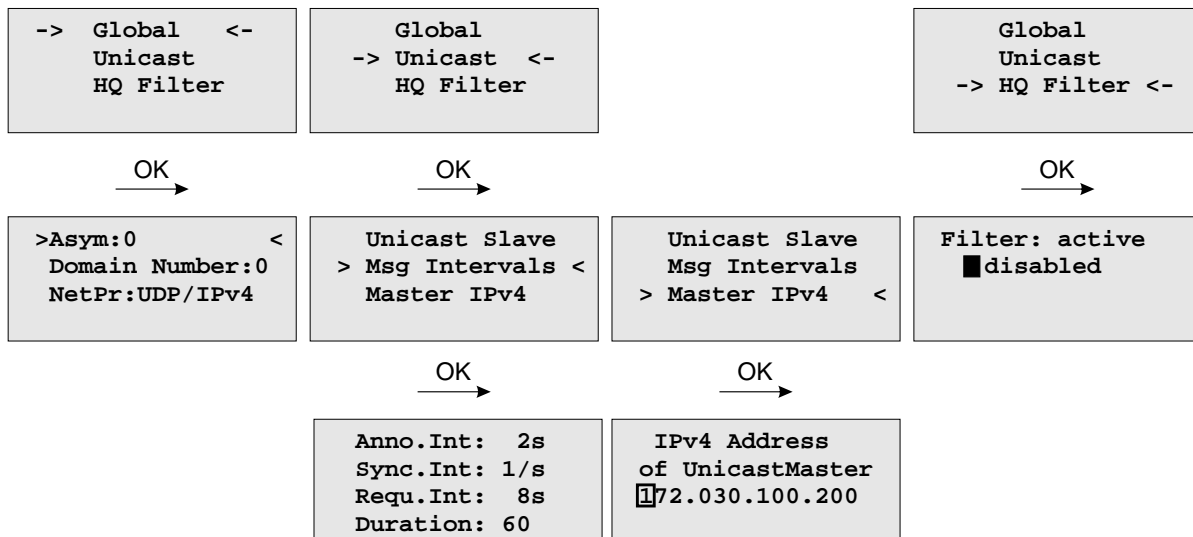 -> Global <-
Unicast
HQ Filter
Global
-> Unicast <-
HQ Filter
Global
Unicast
-> HQ Filter <-
OK
OK
OK
>Asym:0 <
Domain Number:0
NetPr:UDP/IPv4
Unicast Slave
> Msg Intervals <
Master IPv4
Unicast Slave
Msg Intervals
> Master IPv4 <
Filter: active
disabled
OK
OK
Anno.Int: 2s
Sync.Int: 1/s
Requ.Int: 8s
Duration: 60
IPv4 Address
of UnicastMaster
172.030.100.200